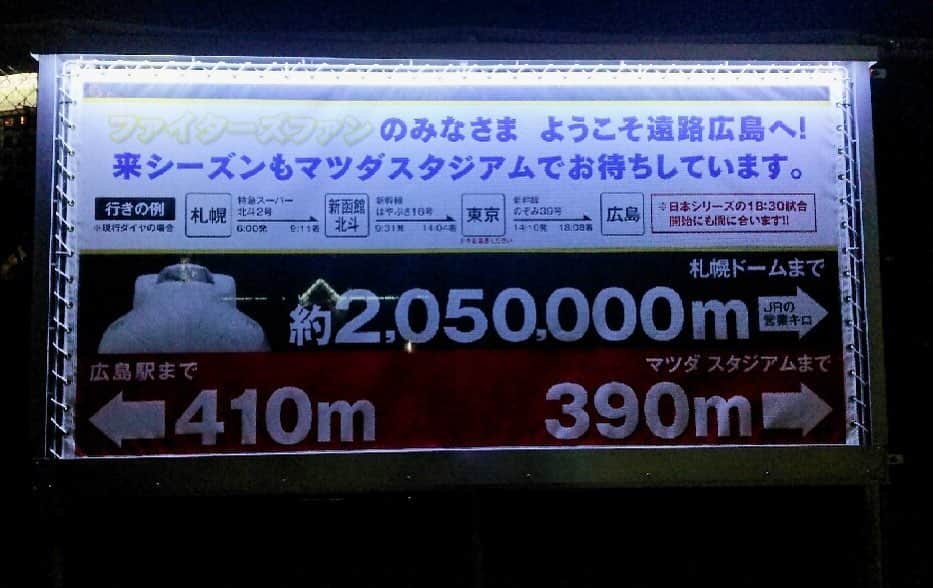 ファイターズファンのみなさま ようこそ遠路広島へ!
来シーズンもマツダスタジアムでお待ちしています。
行きの例
※現行ダイヤの場合
札幌
特急スーパー
北斗2号
6:00発 9:11着
新函館
北斗
新幹線
はやぶさ16号
9:31発 14:04着
東京
新幹線
のぞみ39号
14:10発 18:08着
広島
※日本シリーズの18:30試合
開始にも間に合います!!
札幌ドームまで
約2,050,000m
JRの
営業キロ
広島駅まで
410m
マツダ スタジアムまで
390m